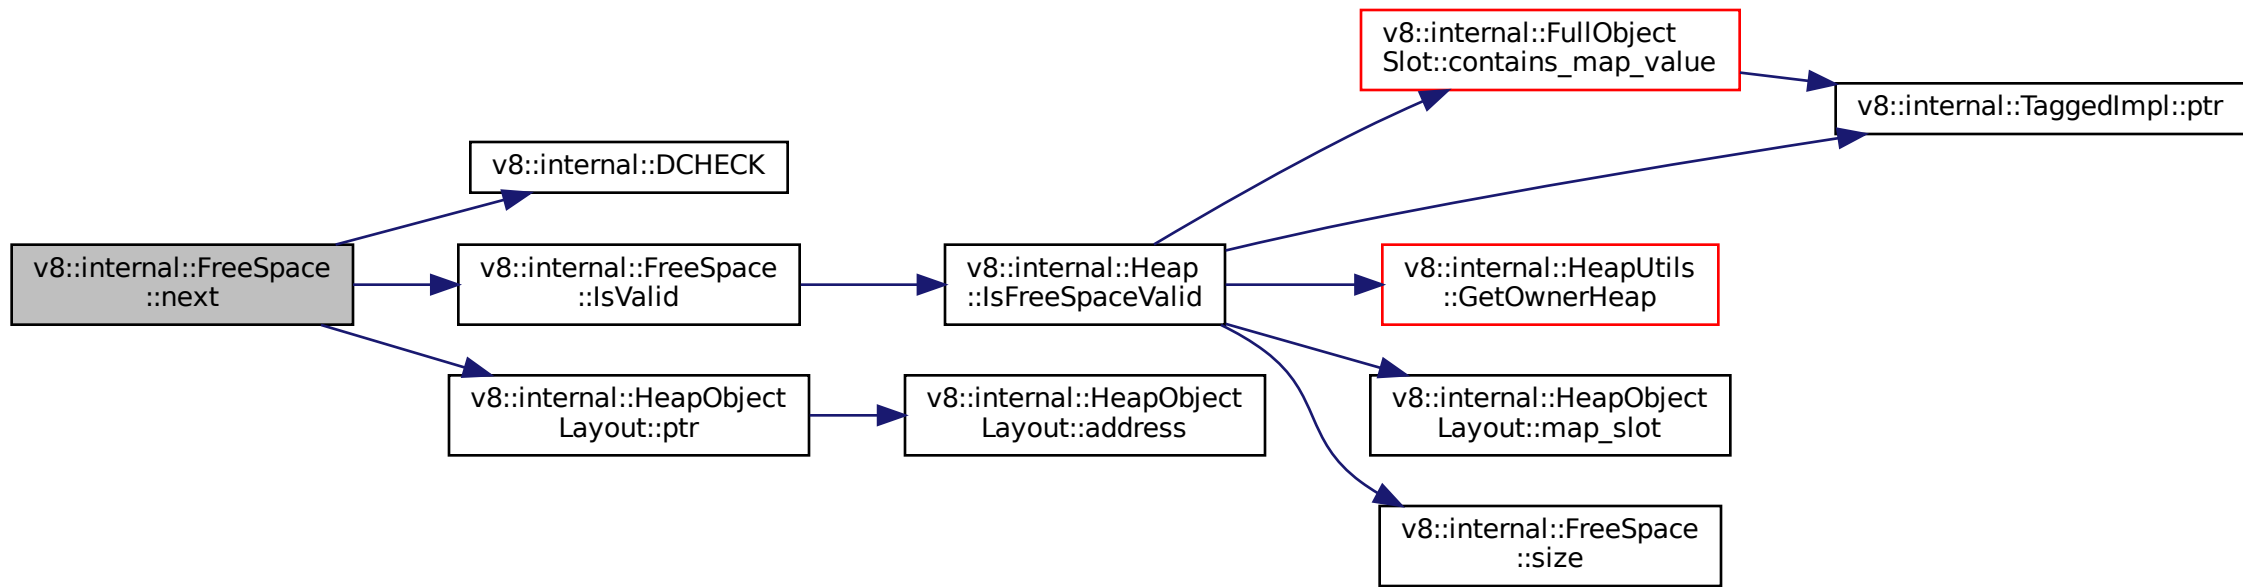 v8::internal::FreeSpace
::next
v8::internal::DCHECK
v8::internal::FreeSpace
::IsValid
v8::internal::HeapObject
Layout::ptr
v8::internal::Heap
::IsFreeSpaceValid
v8::internal::HeapObject
Layout::address
v8::internal::FullObject
Slot::contains_map_value
v8::internal::HeapUtils
::GetOwnerHeap
v8::internal::HeapObject
Layout::map_slot
v8::internal::FreeSpace
::size
v8::internal::TaggedImpl::ptr